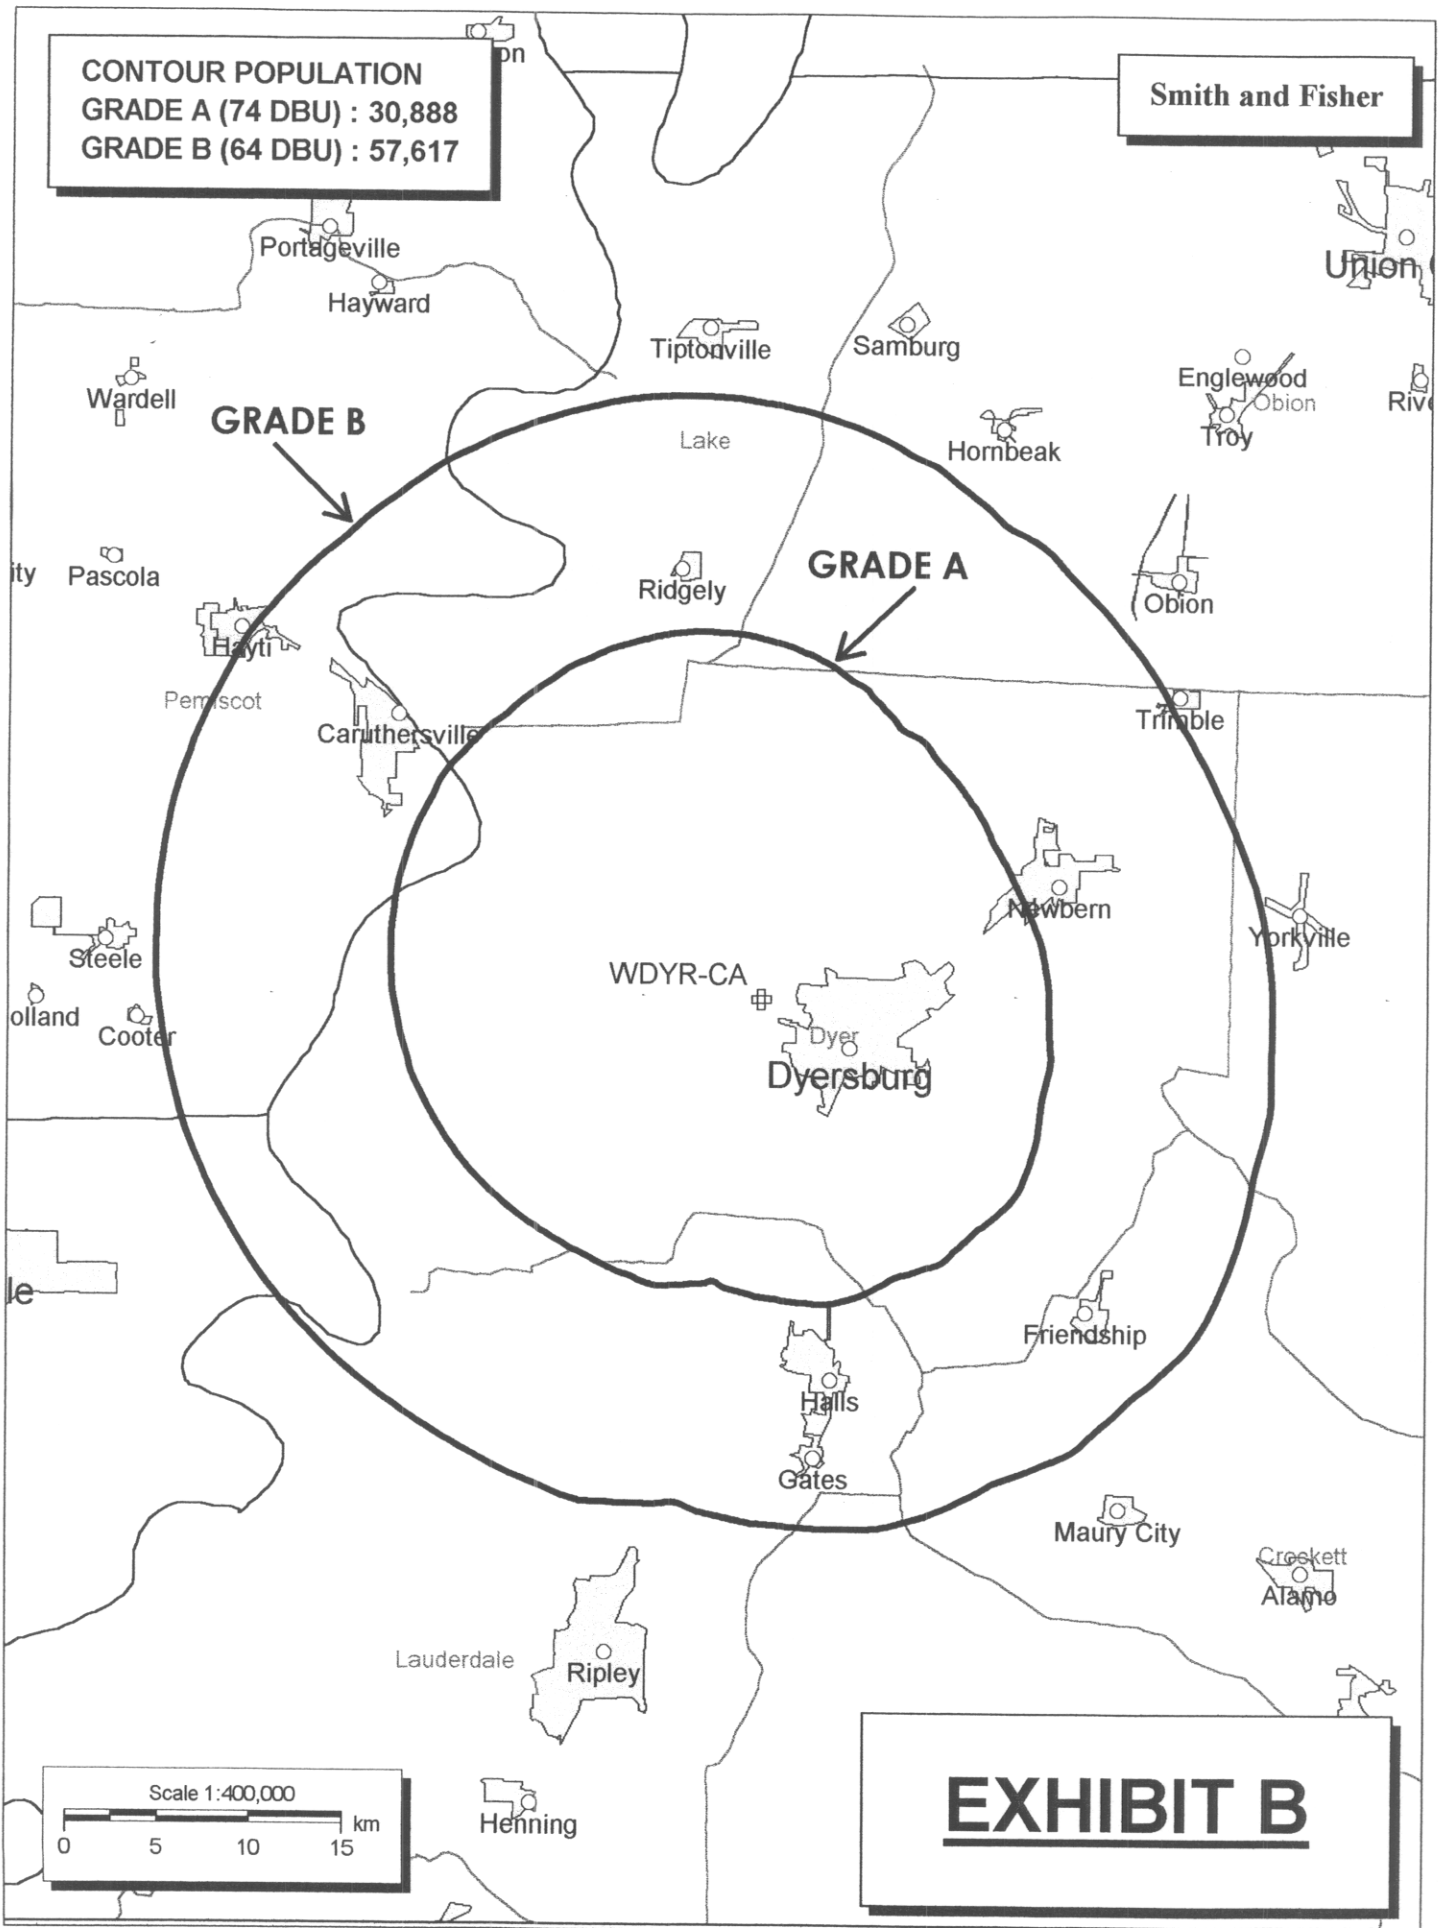 CONTOUR POPULATION
GRADE A (74 DBU) : 30,888
GRADE B (64 DBU) : 57,617
Smith and Fisher
Portageville
Hayward
Union
Tiptonville
Samburg
Wardell
Englewood
Obion
Troy
GRADE B
Lake
Hornbeak
Pascola
Ridgely
GRADE A
Obion
Hayti
Pemiscot
Caruthersville
Trimble
Newbern
Yorkville
Steele
WDYR-CA
olland
Cooter
Dyer
Dyersburg
le
Friendship
Halls
Gates
Maury City
Crockett
Alamo
Lauderdale
Ripley
Scale 1:400,000
km
0 5 10 15
Henning
EXHIBIT B